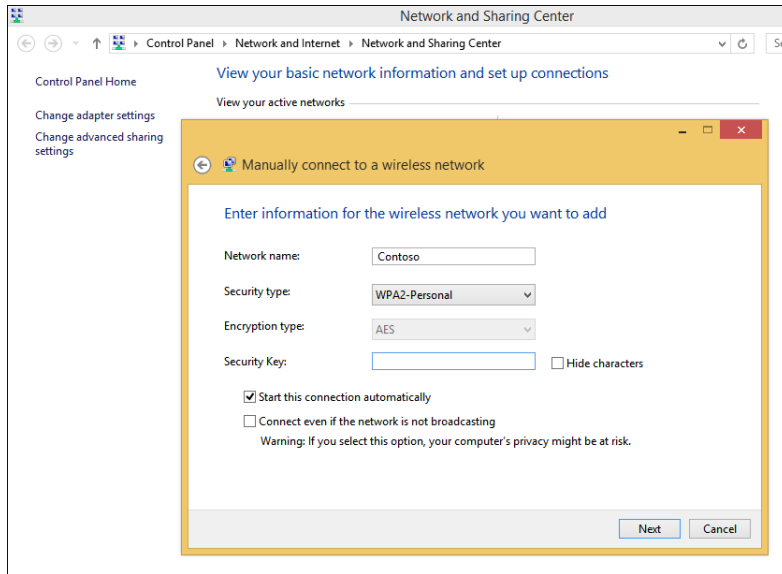 Network and Sharing Center
Control Panel Network and Internet Network and Sharing Center
Control Panel Home
Change adapter settings
Change advanced sharing
settings
View your basic network information and set up connections
View your active networks
Manually connect to a wireless network
Enter information for the wireless network you want to add
Network name: Contoso
Security type: WPA2-Personal
Encryption type: AES
Security Key: Hide characters
Start this connection automatically
Connect even if the network is not broadcasting
Warning: If you select this option, your computer's privacy might be at risk.
Next Cancel